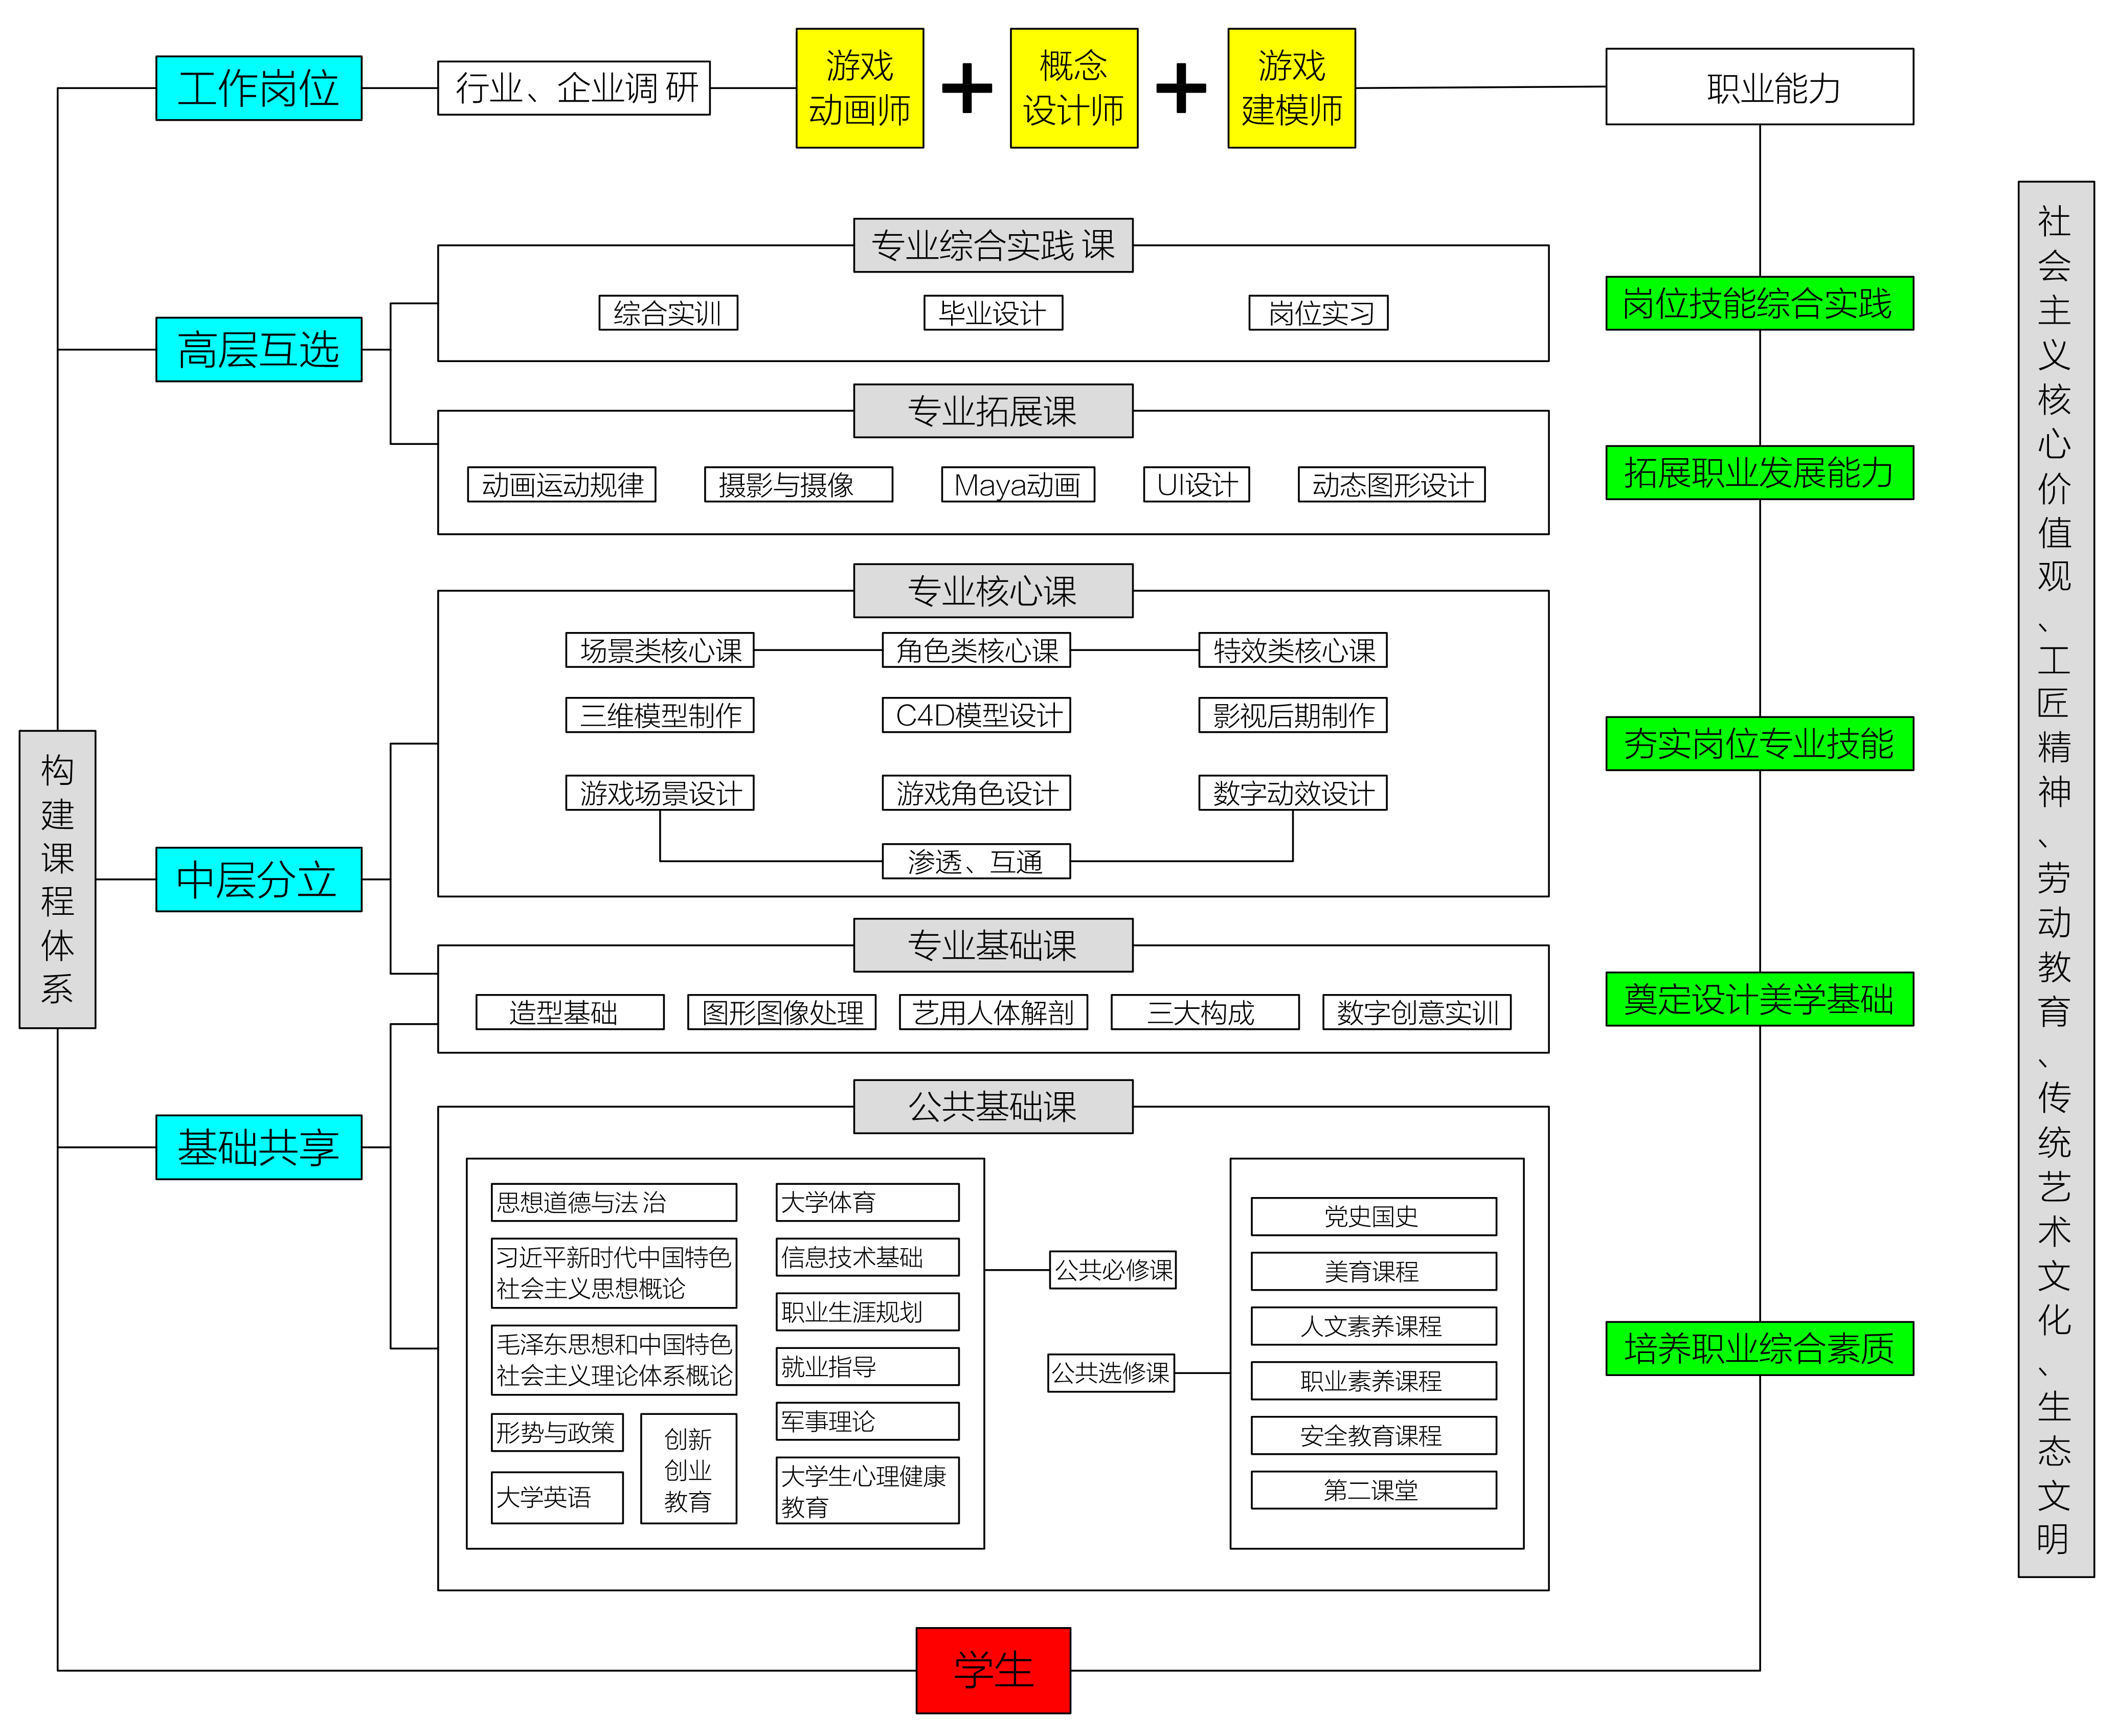 工作岗位
行业、企业调 研
游戏
动画师
+
概念
设计师
+
游戏
建模师
职业能力
高层互选
专业综合实践 课
综合实训
毕业设计
岗位实习
岗位技能综合实践
专业拓展课
动画运动规律
摄影与摄像
Maya动画
UI设计
动态图形设计
拓展职业发展能力
构建课程体系
中层分立
专业核心课
场景类核心课
角色类核心课
特效类核心课
三维模型制作
C4D模型设计
影视后期制作
游戏场景设计
游戏角色设计
数字动效设计
渗透、互通
夯实岗位专业技能
专业基础课
造型基础
图形图像处理
艺用人体解剖
三大构成
数字创意实训
奠定设计美学基础
基础共享
公共基础课
思想道德与法 治
习近平新时代中国特色
社会主义思想概论
毛泽东思想和中国特色
社会主义理论体系概论
形势与政策
大学英语
创新
创业
教育
大学体育
信息技术基础
职业生涯规划
就业指导
军事理论
大学生心理健康
教育
公共必修课
公共选修课
党史国史
美育课程
人文素养课程
职业素养课程
安全教育课程
第二课堂
培养职业综合素质
社会主义核心价值观、工匠精神、劳动教育、传统艺术文化、生态文明
学生